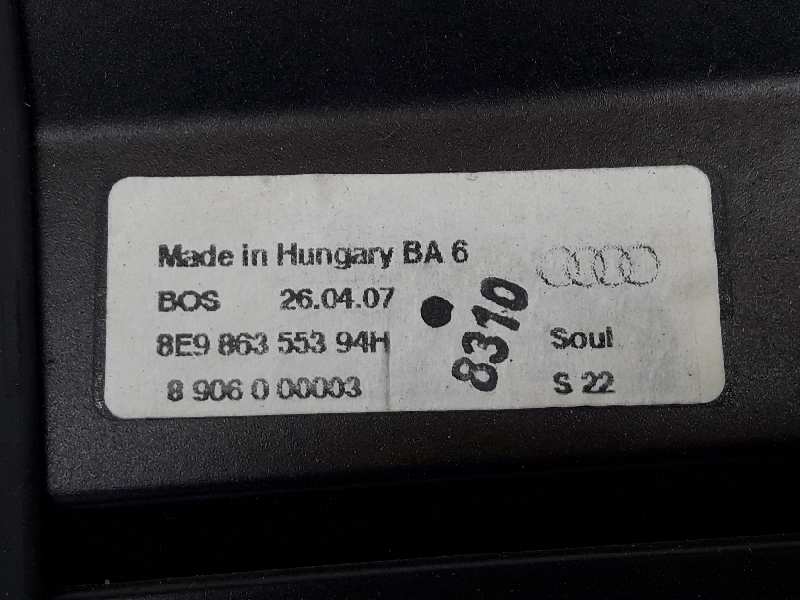 Made in Hungary BA 6
BOS 26.04.07
8E9 863 553 94H Soul
8 906 0 00003 S 22
8310